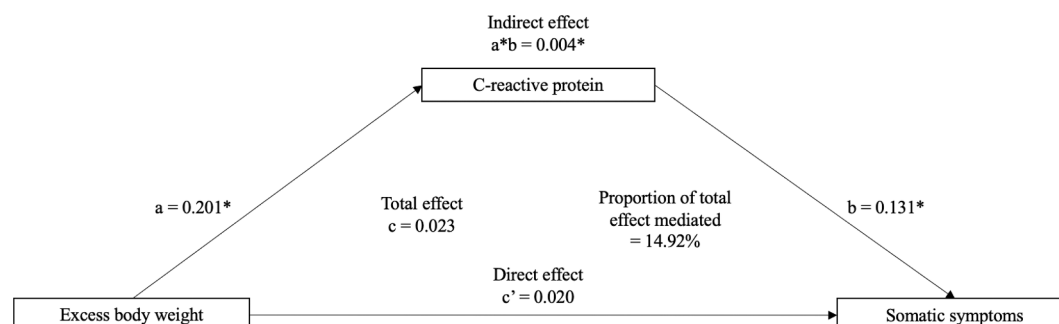 Indirect effect
a*b = 0.004*
C-reactive protein
a = 0.201*
Total effect
c = 0.023
Proportion of total
effect mediated
= 14.92%
b = 0.131*
Direct effect
c’ = 0.020
Excess body weight
Somatic symptoms